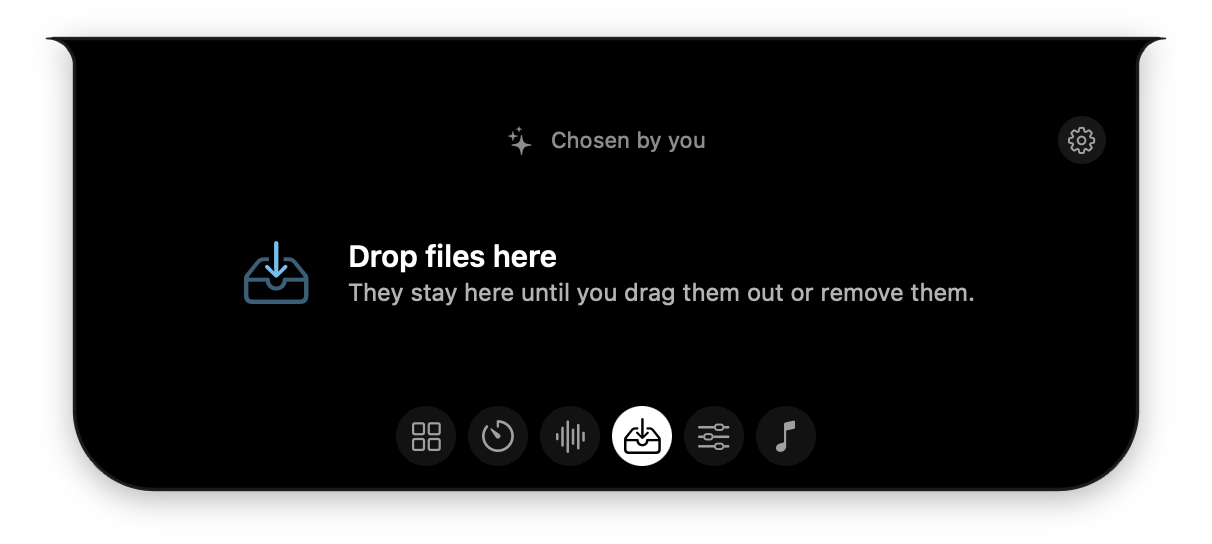 Chosen by you
Drop files here
They stay here until you drag them out or remove them.